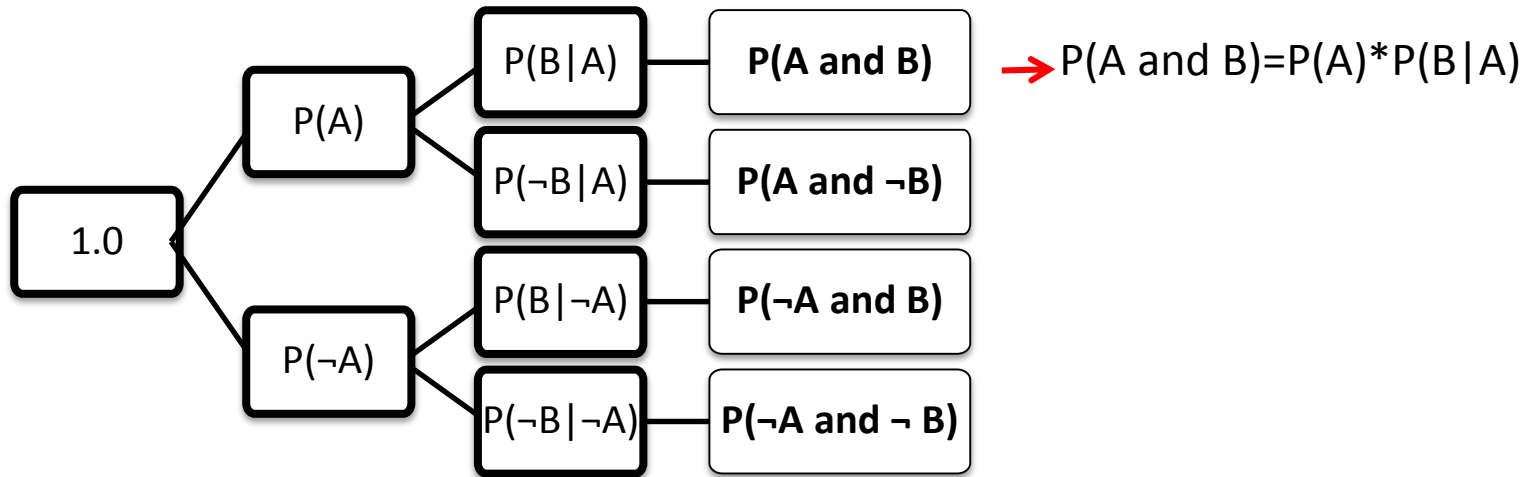 P(B|A)
P(A and B)
P(A and B)=P(A)*P(B|A)
P(A)
P(¬B|A)
P(A and ¬B)
1.0
P(B|¬A)
P(¬A and B)
P(¬A)
P(¬B|¬A)
P(¬A and ¬ B)